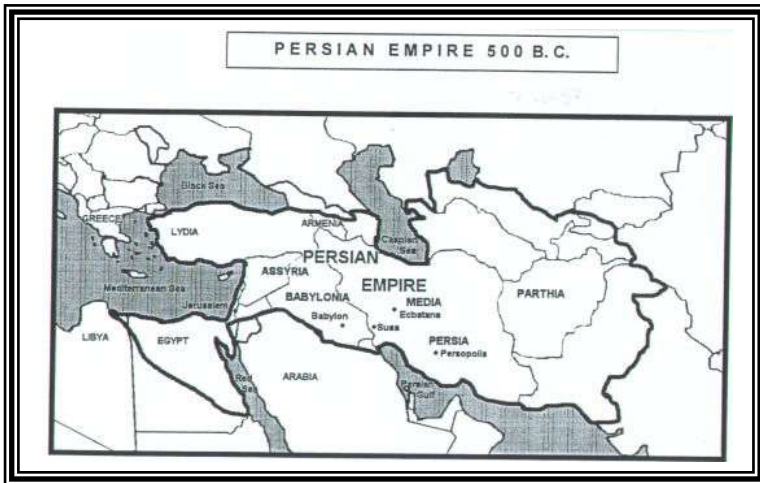 PERSIAN EMPIRE 500 B.C.
Black Sea
GREECE
LYDIA
ARMENIA
Caspian
Sea
PERSIAN
ASSYRIA
EMPIRE
Mediterranean Sea
Jerusalem
BABYLONIA
MEDIA
Ecbatana
PARTHIA
Babylon
Susa
LIBYA
EGYPT
PERSIA
Persopolis
Red
Sea
ARABIA
Persian
Gulf